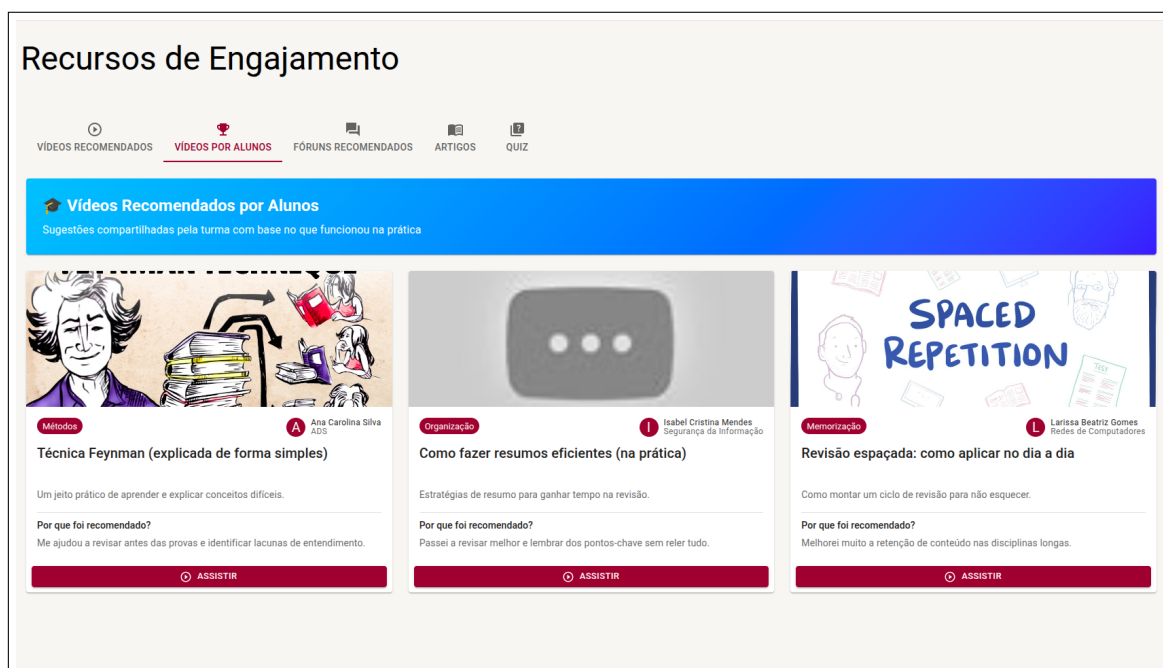 Recursos de Engajamento
VÍDEOS RECOMENDADOS
VÍDEOS POR ALUNOS
FÓRUNS RECOMENDADOS
ARTIGOS
QUIZ
Vídeos Recomendados por Alunos
Sugestões compartilhadas pela turma com base no que funcionou na prática
Métodos
A
Ana Carolina Silva
ADS
Técnica Feynman (explicada de forma simples)
Um jeito prático de aprender e explicar conceitos difíceis.
Por que foi recomendado?
Me ajudou a revisar antes das provas e identificar lacunas de entendimento.
ASSISTIR
Organização
I
Isabel Cristina Mendes
Segurança da Informação
Como fazer resumos eficientes (na prática)
Estratégias de resumo para ganhar tempo na revisão.
Por que foi recomendado?
Passei a revisar melhor e lembrar dos pontos-chave sem reler tudo.
ASSISTIR
SPACED
REPETITION
Memorização
L
Larissa Beatriz Gomes
Redes de Computadores
Revisão espaçada: como aplicar no dia a dia
Como montar um ciclo de revisão para não esquecer.
Por que foi recomendado?
Melhorei muito a retenção de conteúdo nas disciplinas longas.
ASSISTIR